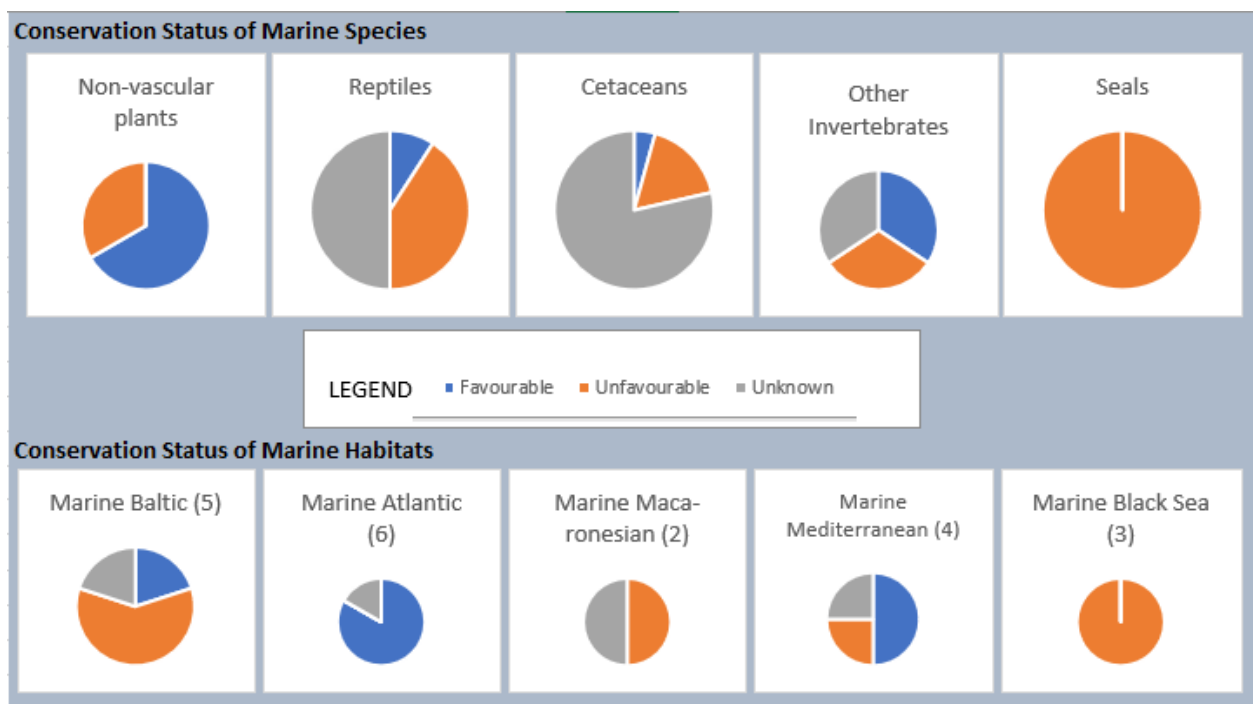 Conservation Status of Marine Species
Non-vascular
plants
Reptiles
Cetaceans
Other
Invertebrates
Seals
LEGEND Favourable Unfavourable Unknown
Conservation Status of Marine Habitats
Marine Baltic (5)
Marine Atlantic
(6)
Marine Maca-
ronesian (2)
Marine
Mediterranean (4)
Marine Black Sea
(3)